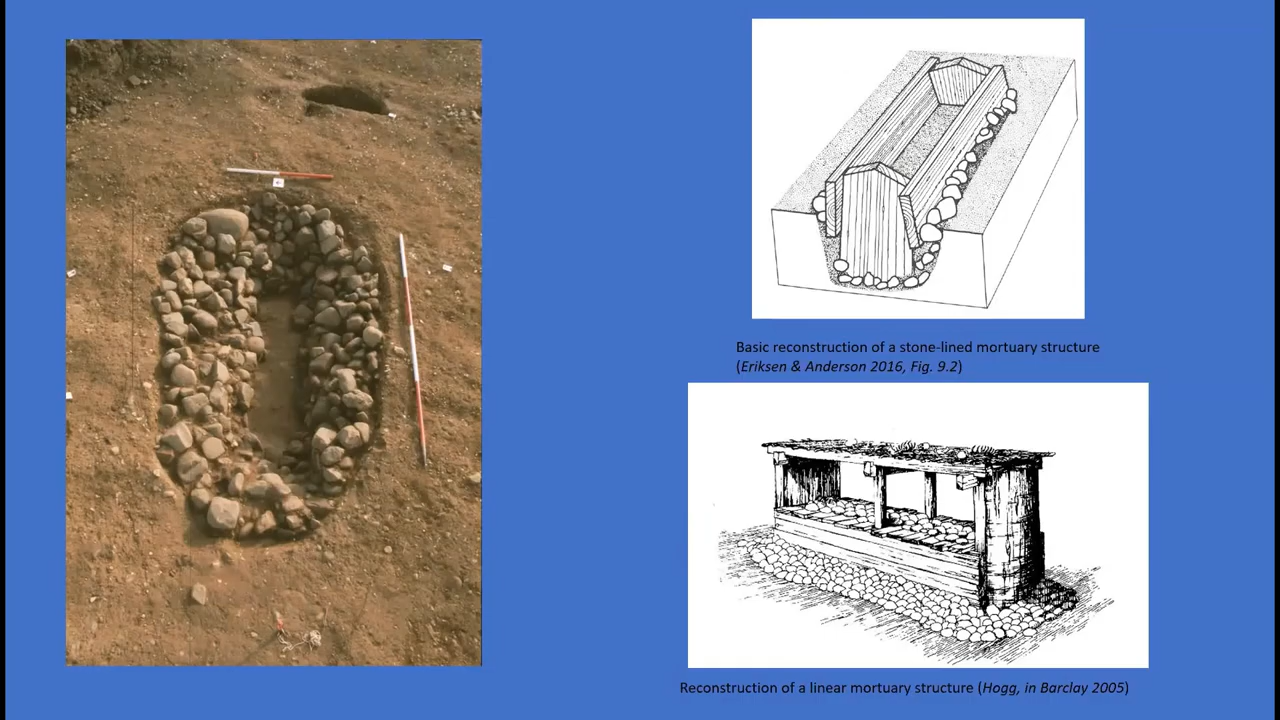 Basic reconstruction of a stone-lined mortuary structure
(Eriksen & Anderson 2016, Fig. 9.2)
Reconstruction of a linear mortuary structure (Hogg, in Barclay 2005)